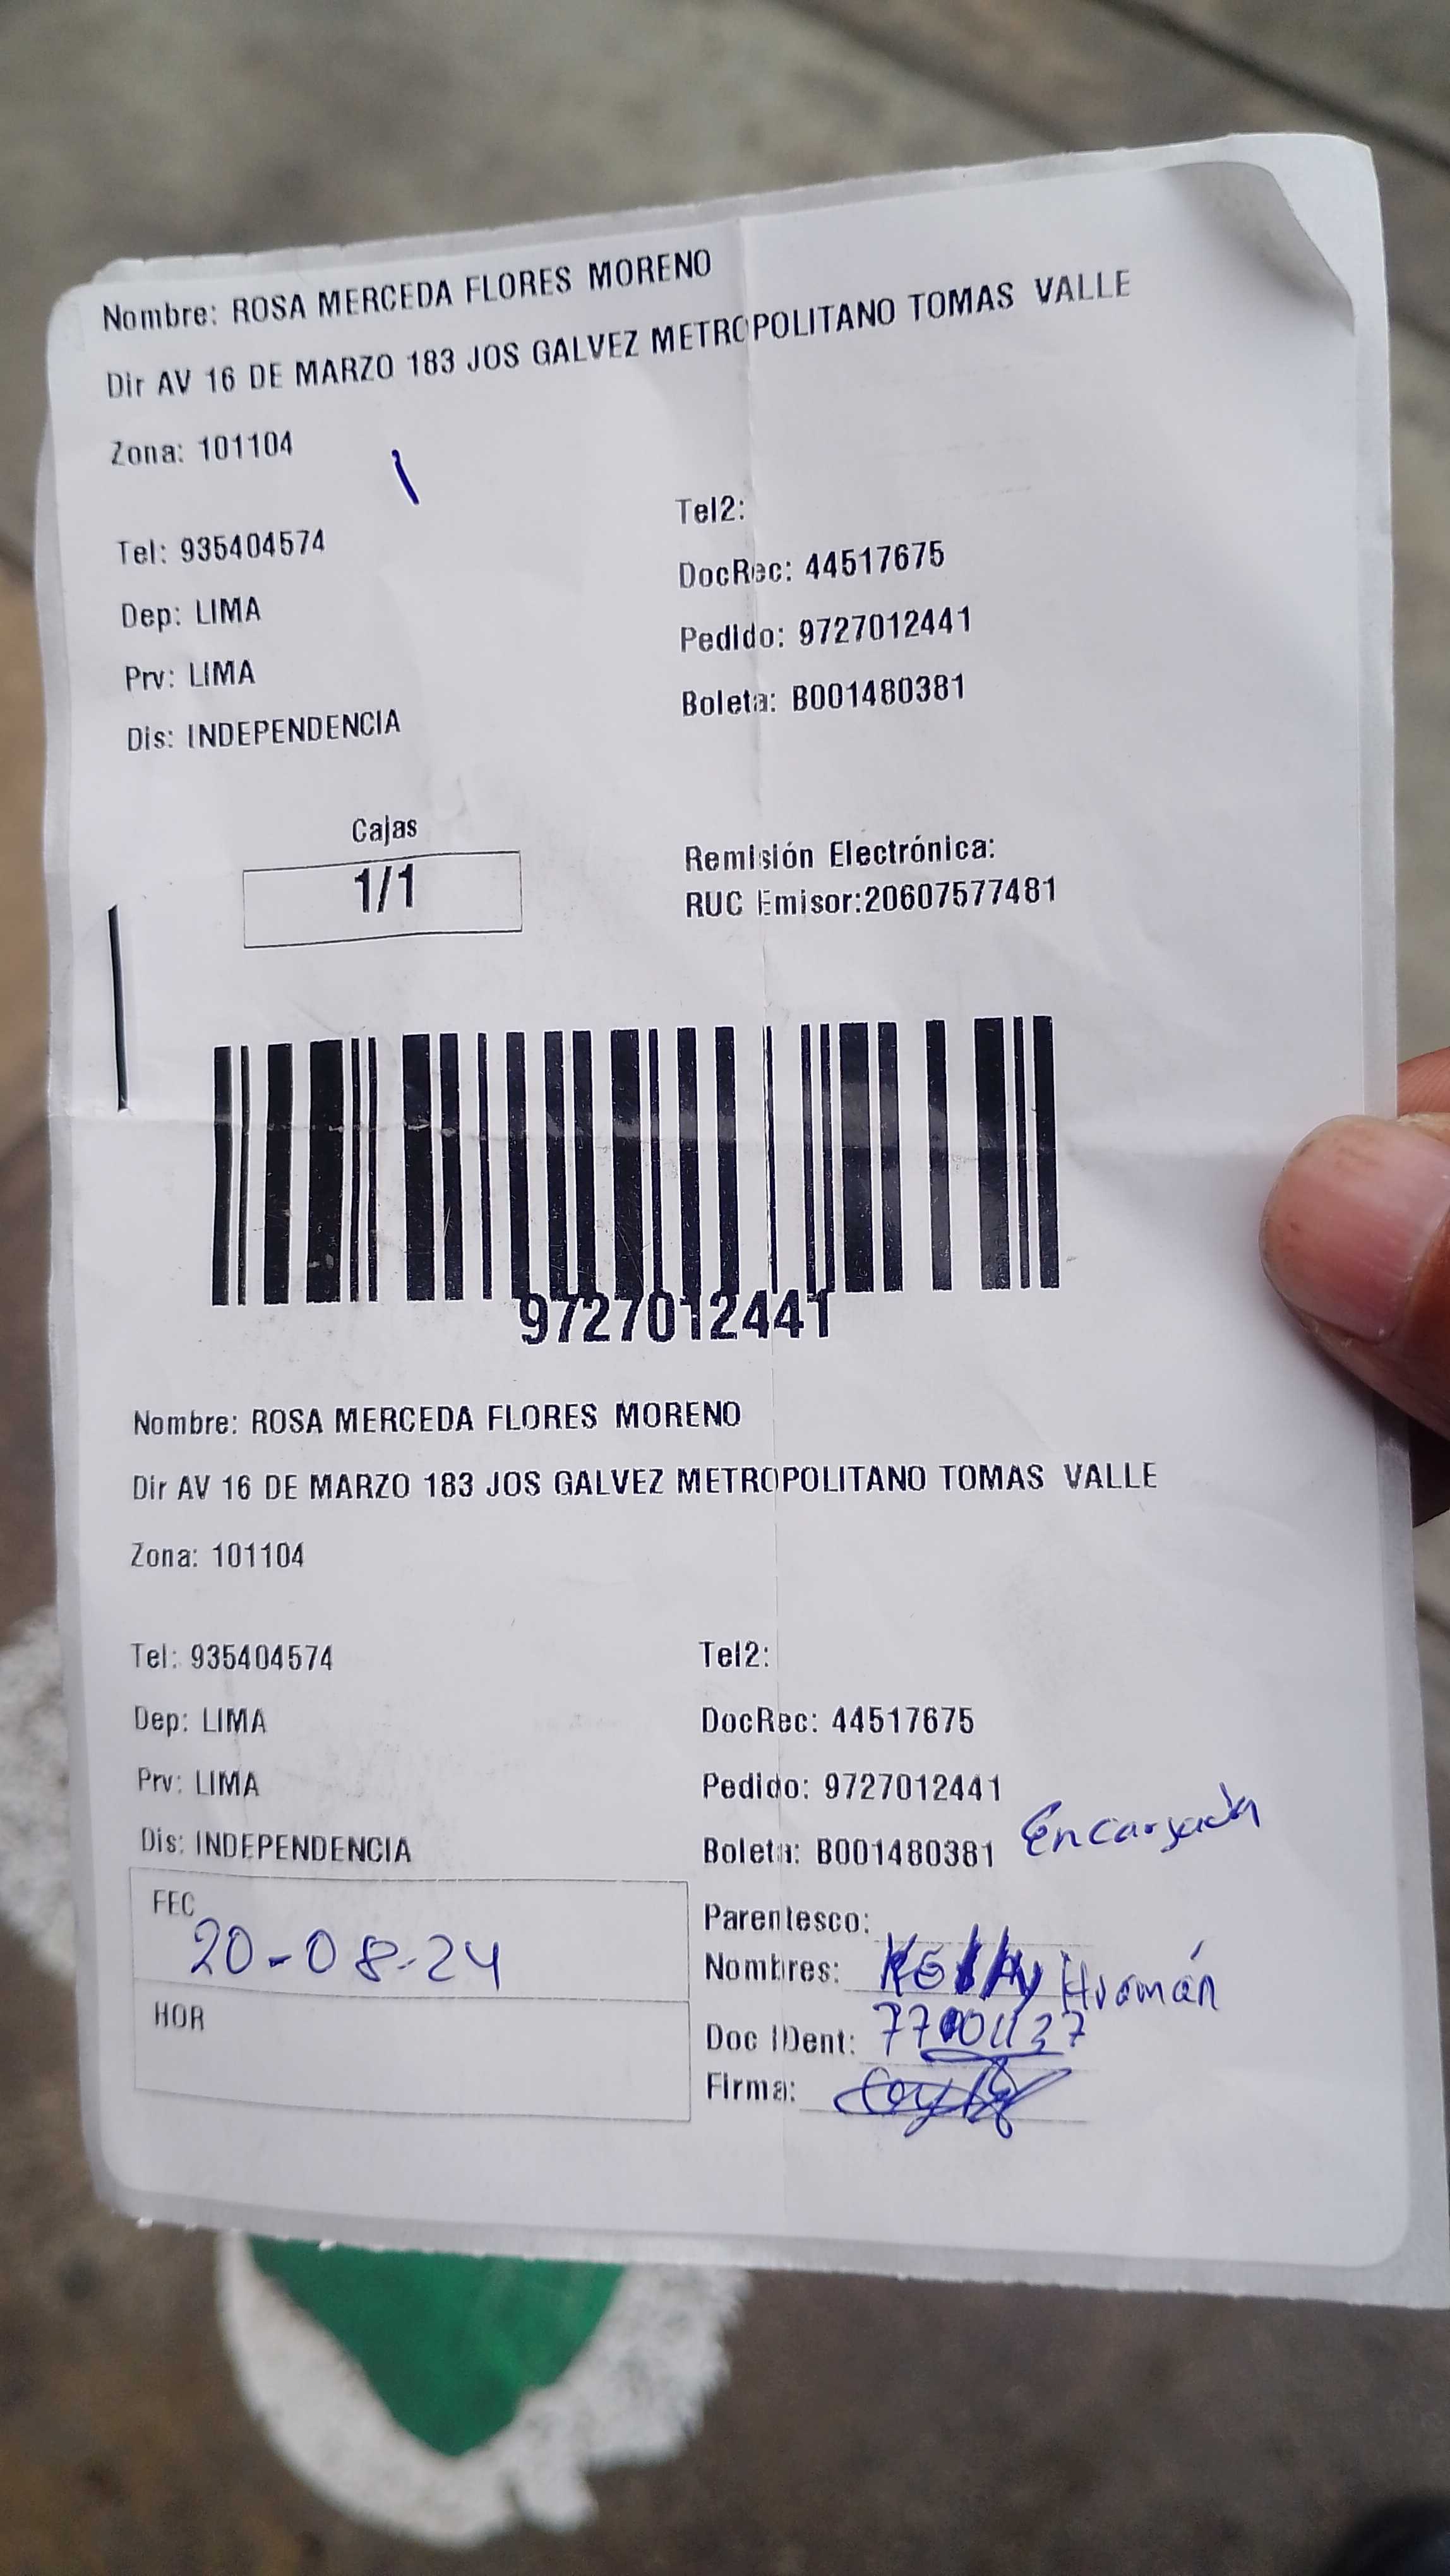 Nombre: ROSA MERCEDA FLORES MORENO
Dir AV 16 DE MARZO 183 JOS GALVEZ METROPOLITANO TOMAS VALLE
Zona: 101104
Tel: 935404574
Tel2:
Dep: LIMA
DocRec: 44517675
Prv: LIMA
Pedido: 9727012441
Dis: INDEPENDENCIA
Boleta: B001480381
Cajas
1/1
Remisión Electrónica:
RUC Emisor:20607577481
9727012441
Nombre: ROSA MERCEDA FLORES MORENO
Dir AV 16 DE MARZO 183 JOS GALVEZ METROPOLITANO TOMAS VALLE
Zona: 101104
Tel: 935404574
Tel2:
Dep: LIMA
DocRec: 44517675
Prv: LIMA
Pedido: 9727012441
Dis: INDEPENDENCIA
Boleta: B001480381
Encargada
FEC
20-08-24
HOR
Parentesco:
Nombres: Kelly Huamán
Doc IDent:
Firma: